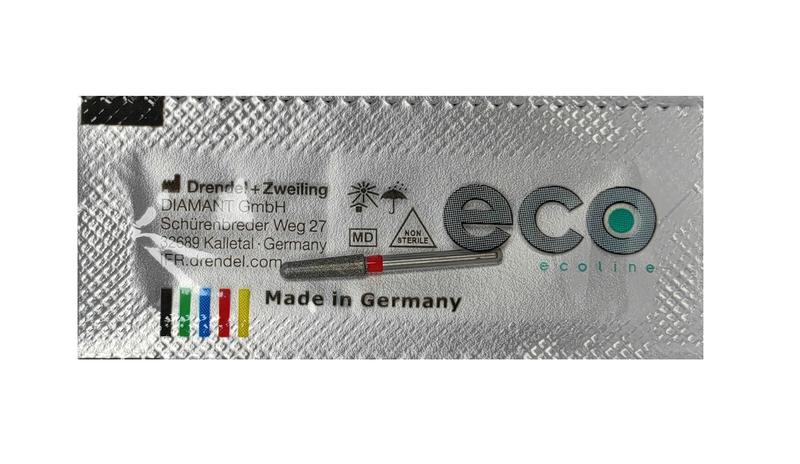 Drendel + Zweiling
DIAMANT GmbH
Schürenbreder Weg 27
32689 Kalletal · Germany
IFR.drendel.com
MD
NON
STERILE
eco
ecoline
Made in Germany